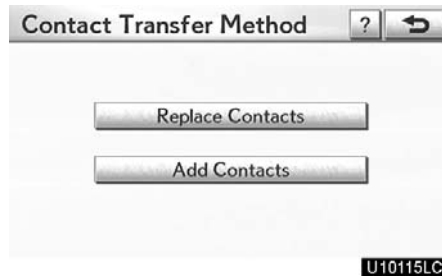 Contact Transfer Method ?
Replace Contacts
Add Contacts
U10115LC